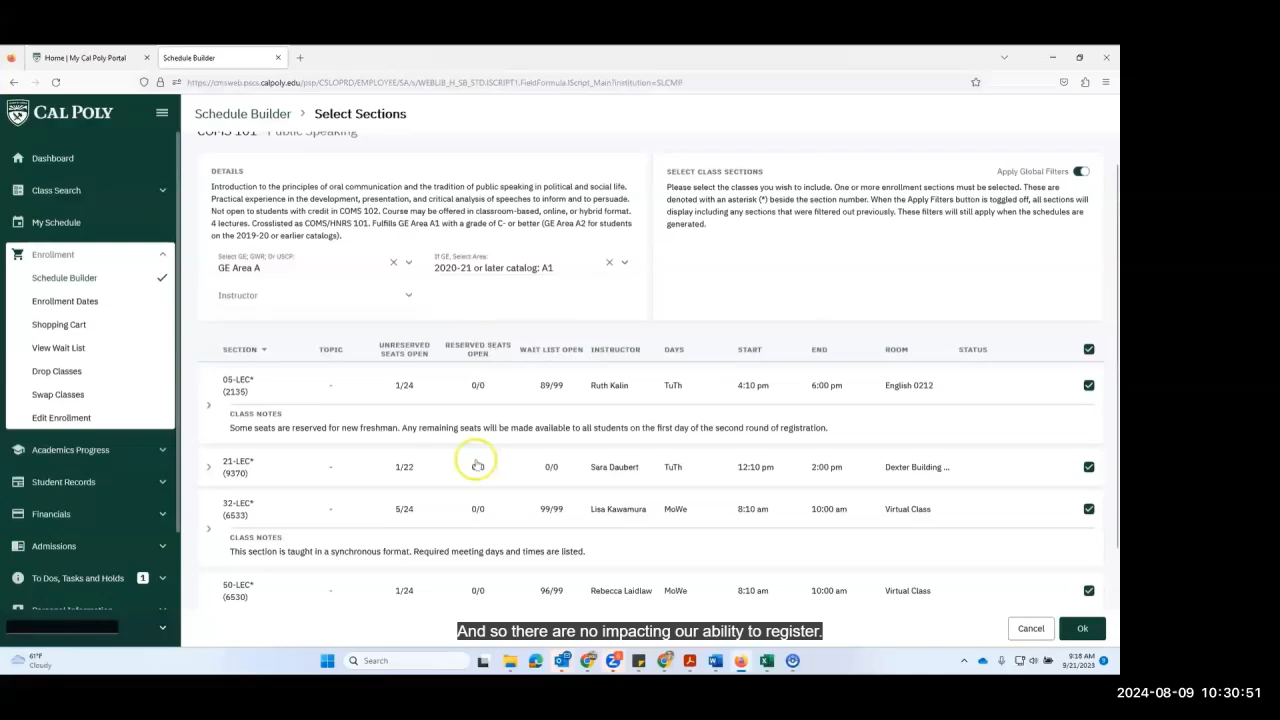 Home | My Cal Poly Portal
Schedule Builder
https://cmsweb.pscs.calpoly.edu/psp/CSLOPRD/EMPLOYEE/SA/s/WEBLIB_H_SB_STD.ISCRIPT1.FieldFormula.IScript_Main?institution=SLCMP
CAL POLY
Schedule Builder > Select Sections
COMS 101 - Public Speaking
Dashboard
Class Search
My Schedule
Enrollment
Schedule Builder
Enrollment Dates
Shopping Cart
View Wait List
Drop Classes
Swap Classes
Edit Enrollment
Academics Progress
Student Records
Financials
Admissions
To Dos, Tasks and Holds 1
Personal Information
DETAILS
Introduction to the principles of oral communication and the tradition of public speaking in political and social life.
Practical experience in the development, presentation, and critical analysis of speeches to inform and to persuade.
Not open to students with credit in COMS 102. Course may be offered in classroom-based, online, or hybrid format.
4 lectures. Crosslisted as COMS/HNRS 101. Fulfills GE Area A1 with a grade of C- or better (GE Area A2 for students
on the 2019-20 or earlier catalogs).
Select GE; GWR; Or USCP:
GE Area A
If GE, Select Area:
2020-21 or later catalog: A1
Instructor
SELECT CLASS SECTIONS
Apply Global Filters
Please select the classes you wish to include. One or more enrollment sections must be selected. These are
denoted with an asterisk (*) beside the section number. When the Apply Filters button is toggled off, all sections will
display including any sections that were filtered out previously. These filters will still apply when the schedules are
generated.
SECTION TOPIC UNRESERVED SEATS OPEN RESERVED SEATS OPEN WAIT LIST OPEN INSTRUCTOR DAYS START END ROOM STATUS
05-LEC* (2135) - 1/24 0/0 89/99 Ruth Kalin TuTh 4:10 pm 6:00 pm English 0212
CLASS NOTES
Some seats are reserved for new freshman. Any remaining seats will be made available to all students on the first day of the second round of registration.
21-LEC* (9370) - 1/22 0/0 Sara Daubert TuTh 12:10 pm 2:00 pm Dexter Building ...
32-LEC* (6533) - 5/24 0/0 99/99 Lisa Kawamura MoWe 8:10 am 10:00 am Virtual Class
CLASS NOTES
This section is taught in a synchronous format. Required meeting days and times are listed.
50-LEC* (6530) - 1/24 0/0 96/99 Rebecca Laidlaw MoWe 8:10 am 10:00 am Virtual Class
And so there are no impacting our ability to register.
Cancel
Ok
61°F
Cloudy
Search
9:18 AM
9/21/2023
2024-08-09 10:30:51